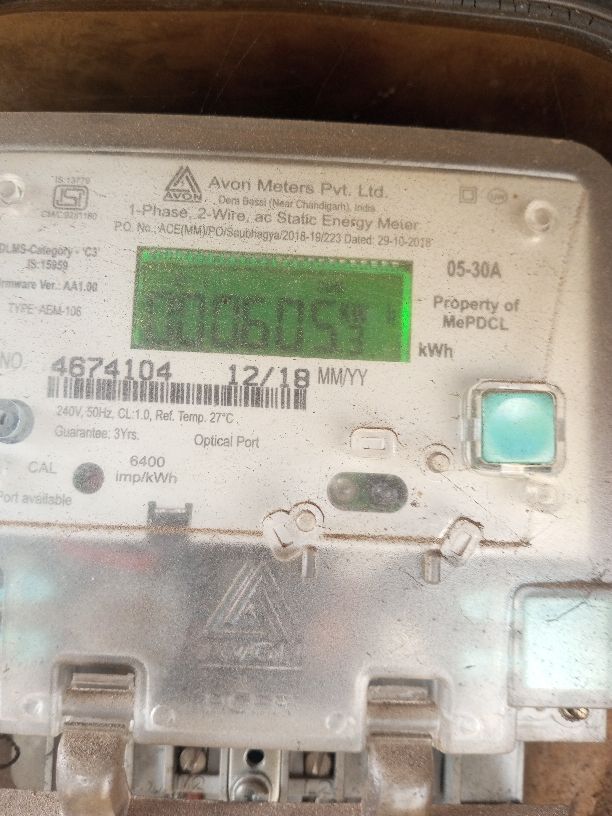 IS:13779
ISI
CM/L-9281160
AVON
Avon Meters Pvt. Ltd.
Dera Bassi (Near Chandigarh), India
1-Phase, 2-Wire, ac Static Energy Meter
P.O. No.:ACE(MM)/PO/Saubhagya/2018-19/223 Dated: 29-10-2018
DLMS-Category - 'C3'
IS:15959
Firmware Ver.: AA1.00
TYPE: AEM-106
05-30A
Property of
MePDCL
kWh
NO. 4674104 12/18 MM/YY
240V, 50Hz, CL:1.0, Ref. Temp. 27°C
Guarantee: 3Yrs.
Optical Port
CAL
6400
imp/kWh
Port available